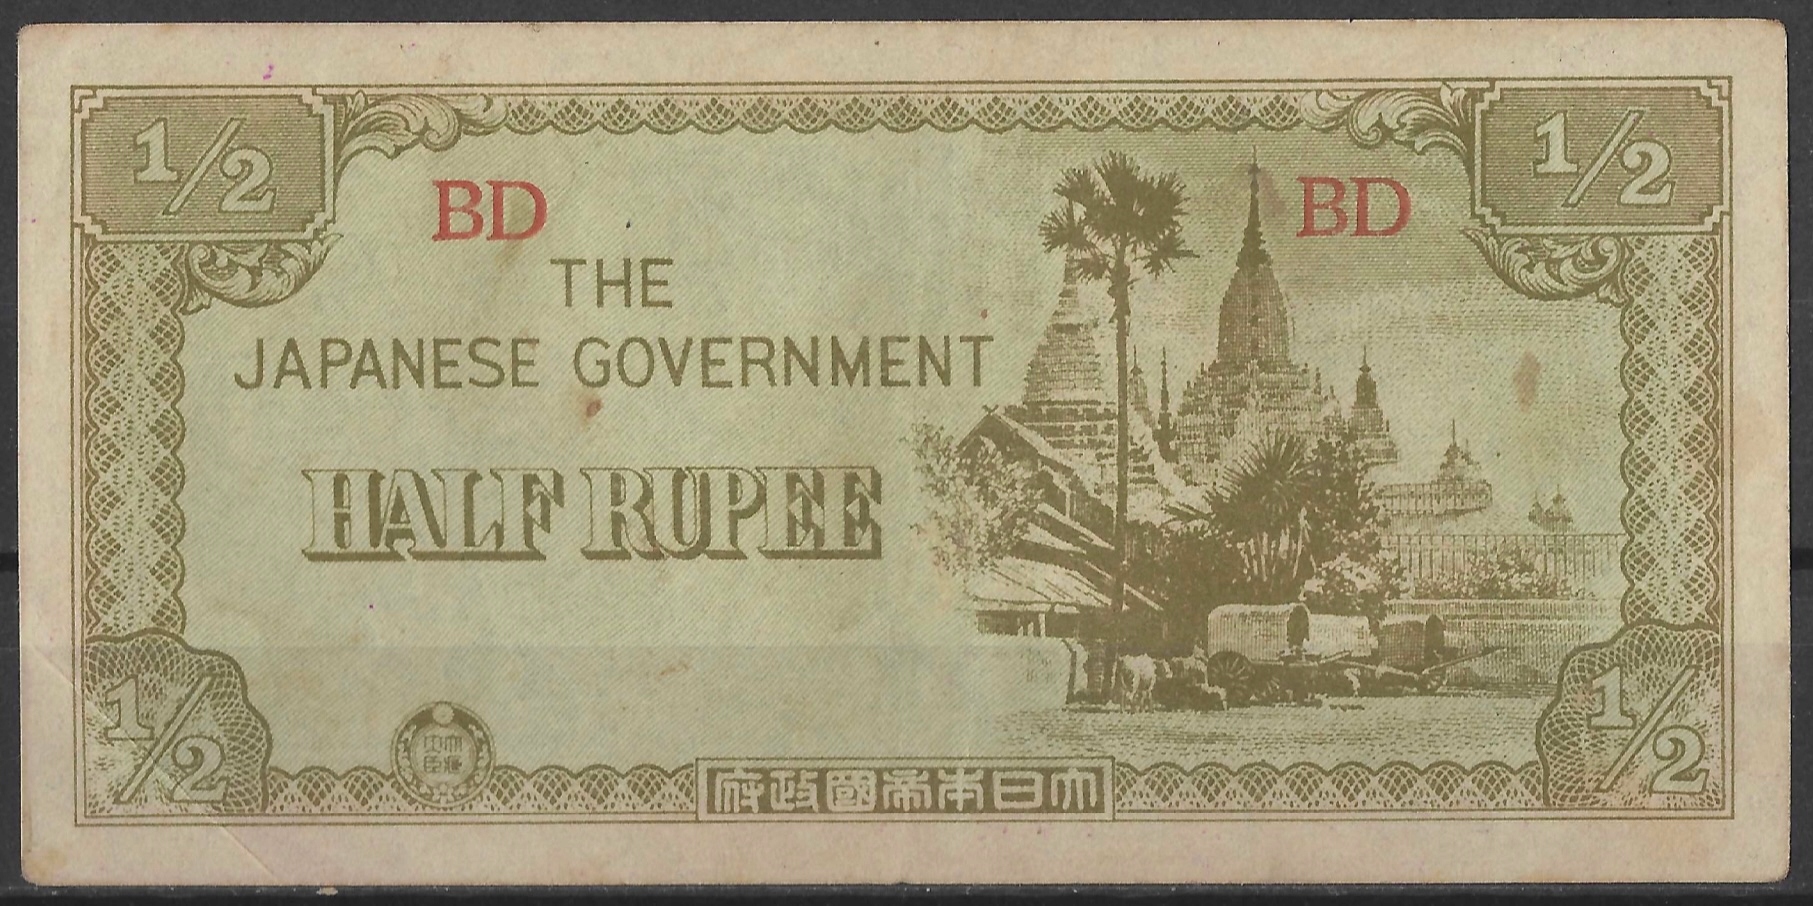 1/2 1/2
BD BD
THE
JAPANESE GOVERNMENT
HALF RUPEE
1/2 1/2
府政國帝本日大